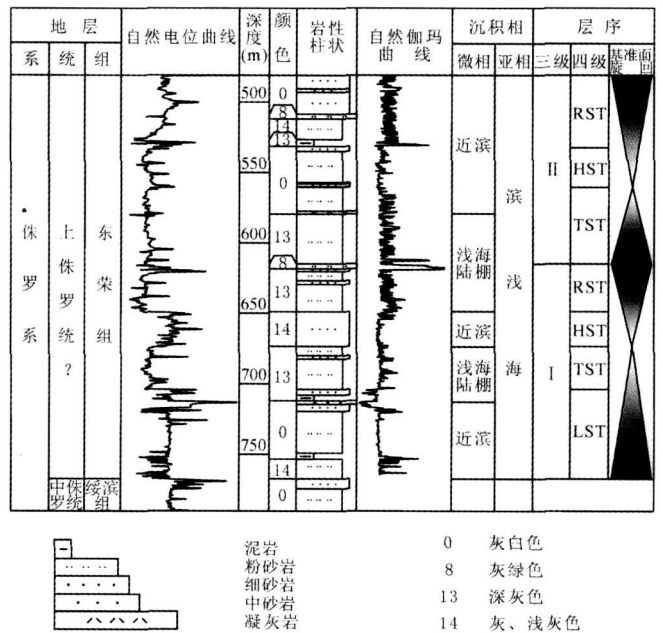 地 层
自然电位曲线
深度(m)
颜色
岩性柱状
自然伽玛曲 线
沉积相
层 序
系
统
组
微相
亚相
三级
四级
基准面旋回
500
550
600
650
700
750
0
8
14
13
0
13
8
13
14
13
0
14
0
侏罗系
上侏罗统?
东荣组
中侏罗统
绥滨组
近滨
浅海陆棚
近滨
浅海陆棚
近滨
滨浅海
II
I
RST
HST
TST
RST
HST
TST
LST
泥岩
粉砂岩
细砂岩
中砂岩
凝灰岩
0 灰白色
8 灰绿色
13 深灰色
14 灰、浅灰色